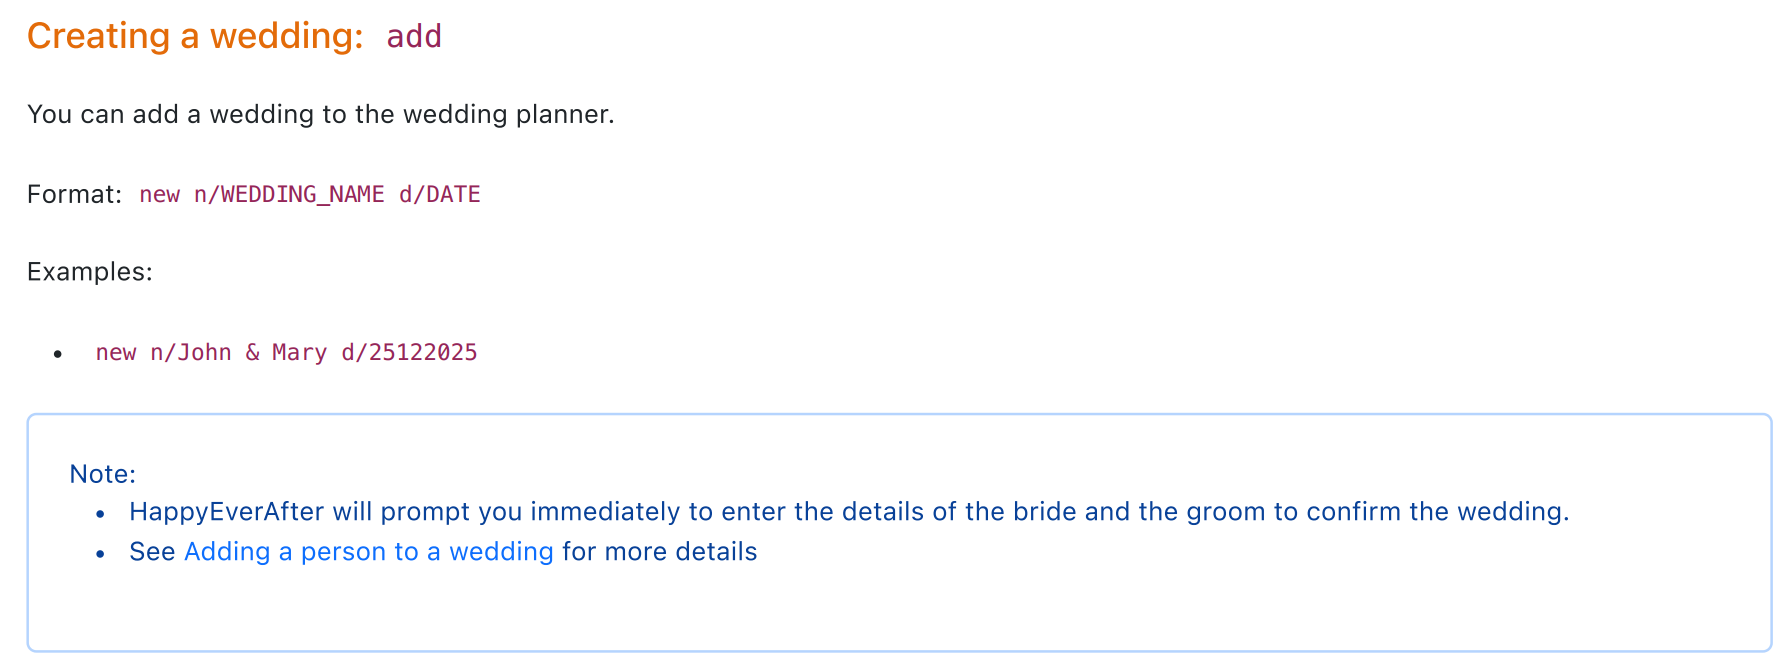 Creating a wedding: add
You can add a wedding to the wedding planner.
Format: new n/WEDDING_NAME d/DATE
Examples:
• new n/John & Mary d/25122025
Note:
• HappyEverAfter will prompt you immediately to enter the details of the bride and the groom to confirm the wedding.
• See Adding a person to a wedding for more details